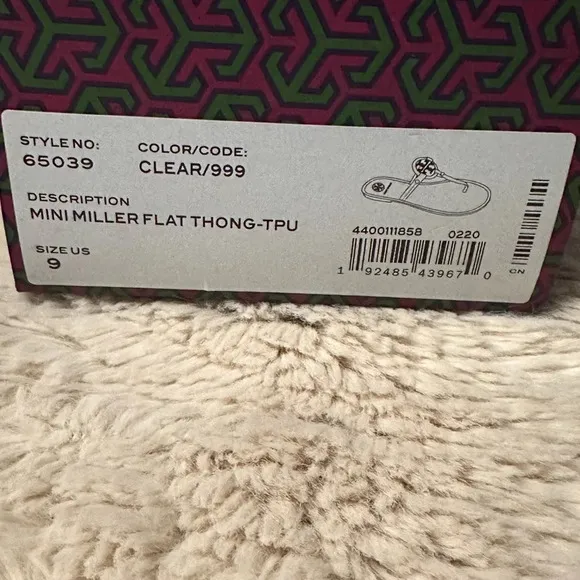 STYLE NO: COLOR/CODE:
65039 CLEAR/999
DESCRIPTION
MINI MILLER FLAT THONG-TPU
SIZE US
9
4400111858 0220
1 92485 43967 0
CN